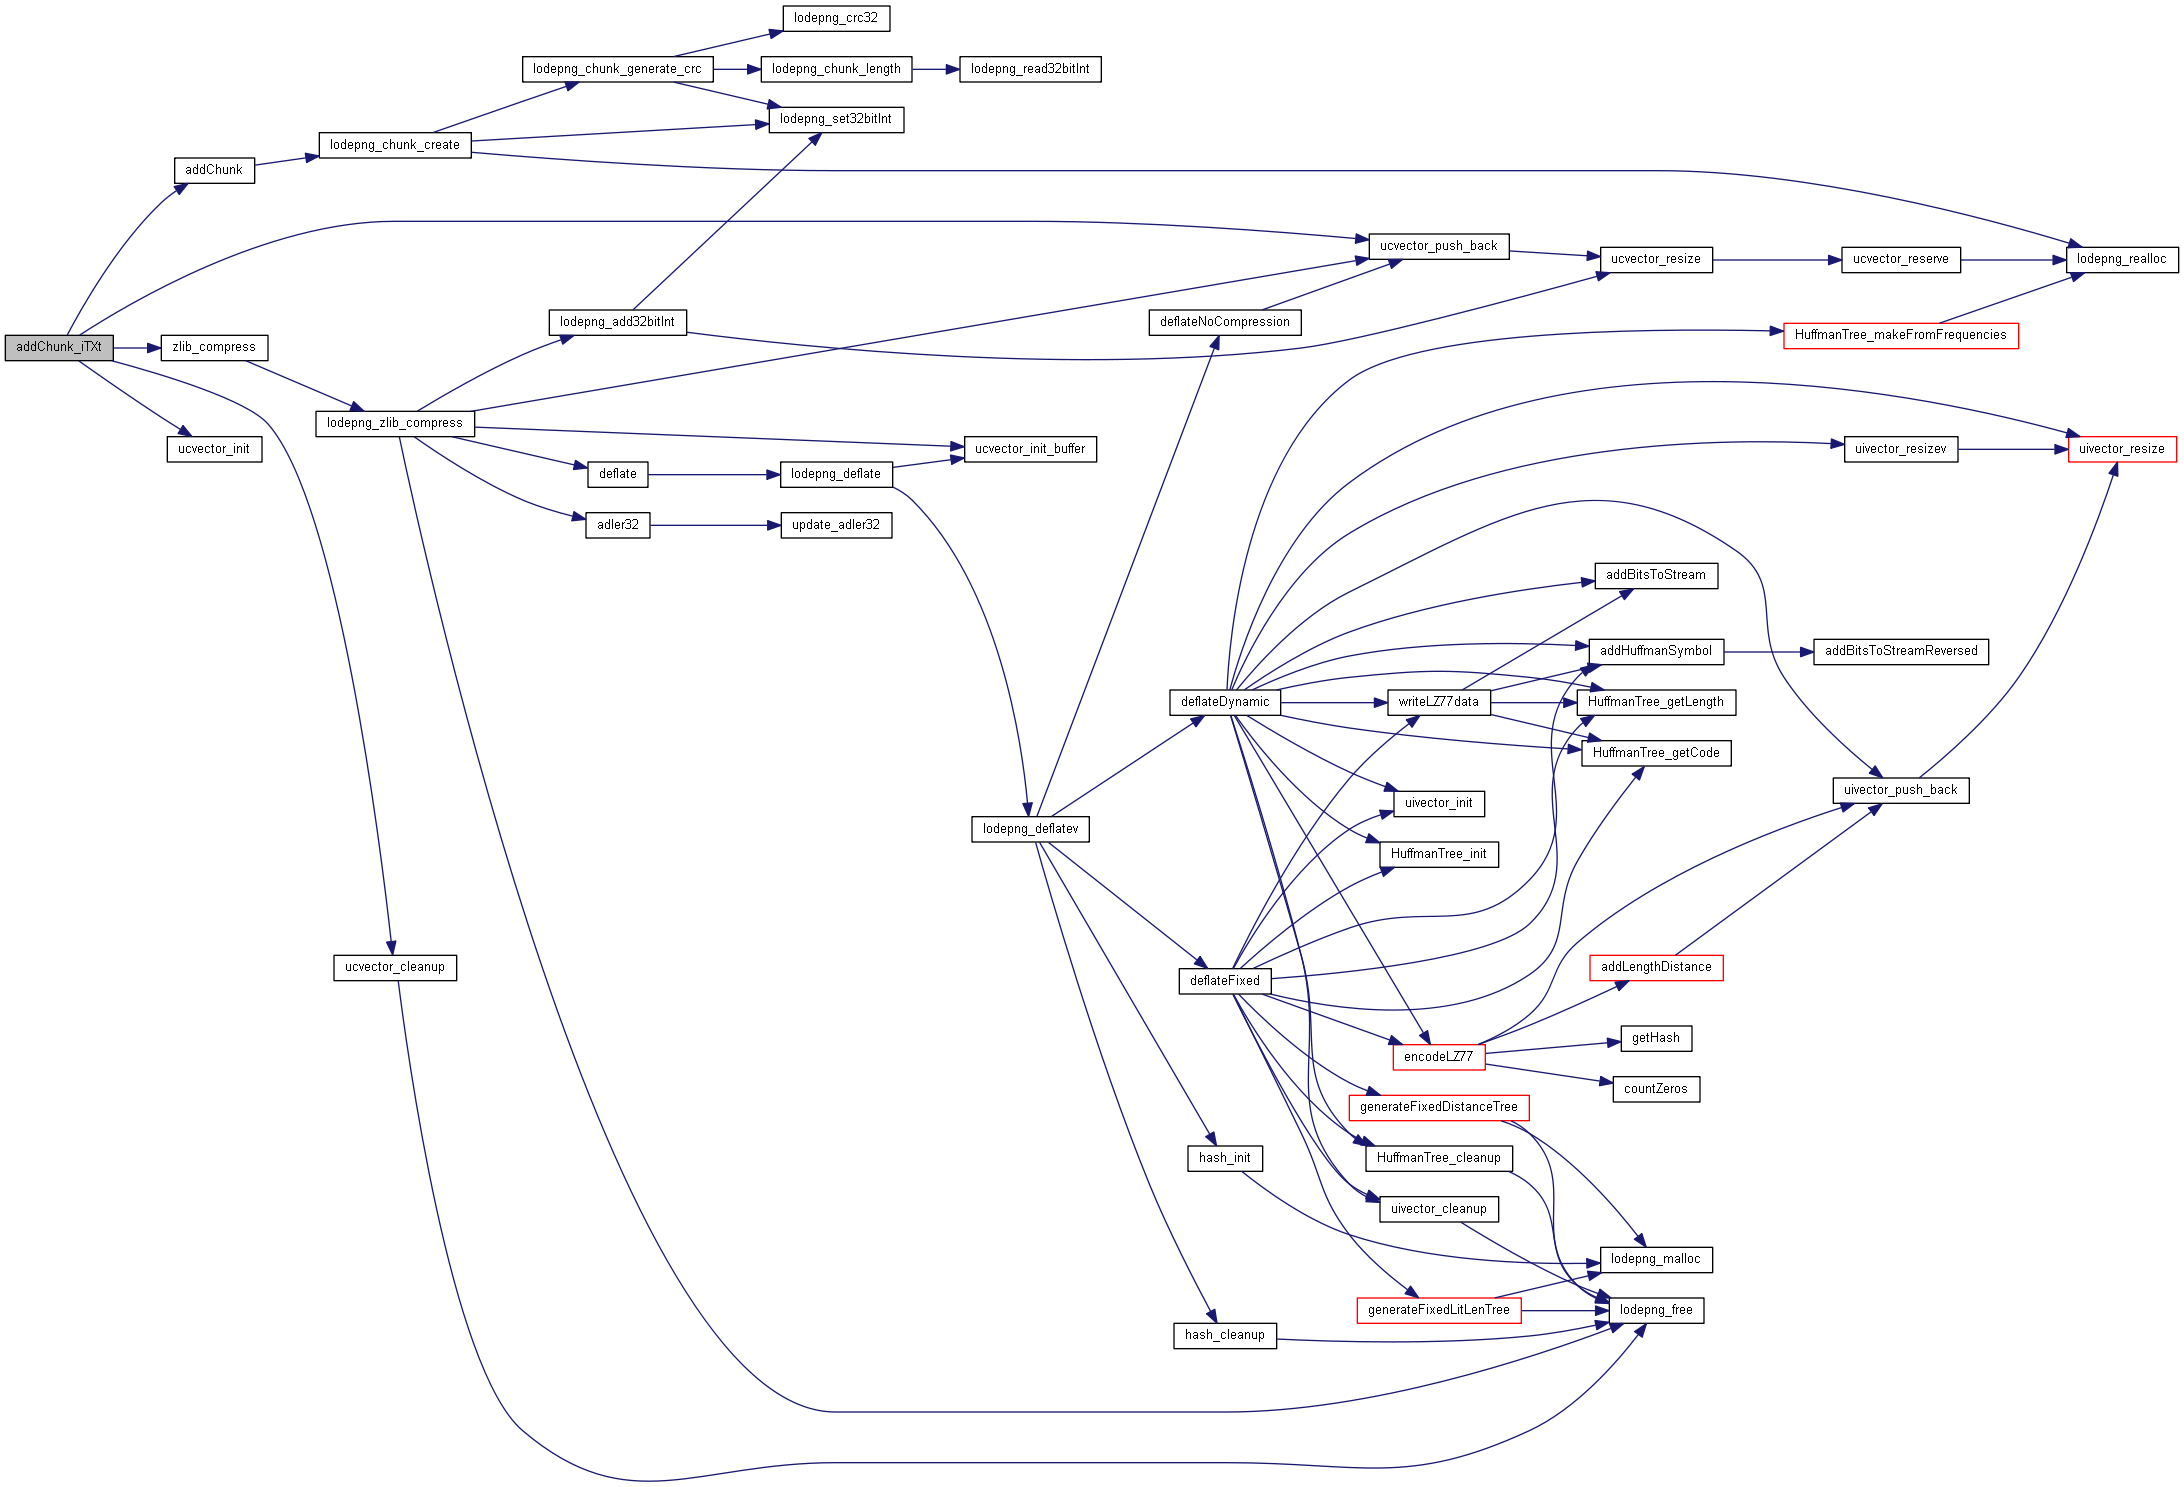 lodepng_crc32
lodepng_chunk_generate_crc
lodepng_chunk_length
lodepng_read32bitInt
lodepng_set32bitInt
lodepng_chunk_create
addChunk
ucvector_push_back
ucvector_resize
ucvector_reserve
lodepng_realloc
lodepng_add32bitInt
deflateNoCompression
HuffmanTree_makeFromFrequencies
addChunk_iTXt
zlib_compress
lodepng_zlib_compress
ucvector_init
ucvector_init_buffer
uivector_resizev
uivector_resize
deflate
lodepng_deflate
adler32
update_adler32
addBitsToStream
addHuffmanSymbol
addBitsToStreamReversed
deflateDynamic
writeLZ77data
HuffmanTree_getLength
HuffmanTree_getCode
uivector_push_back
uivector_init
lodepng_deflatev
HuffmanTree_init
ucvector_cleanup
deflateFixed
addLengthDistance
getHash
encodeLZ77
countZeros
generateFixedDistanceTree
hash_init
HuffmanTree_cleanup
uivector_cleanup
lodepng_malloc
generateFixedLitLenTree
lodepng_free
hash_cleanup